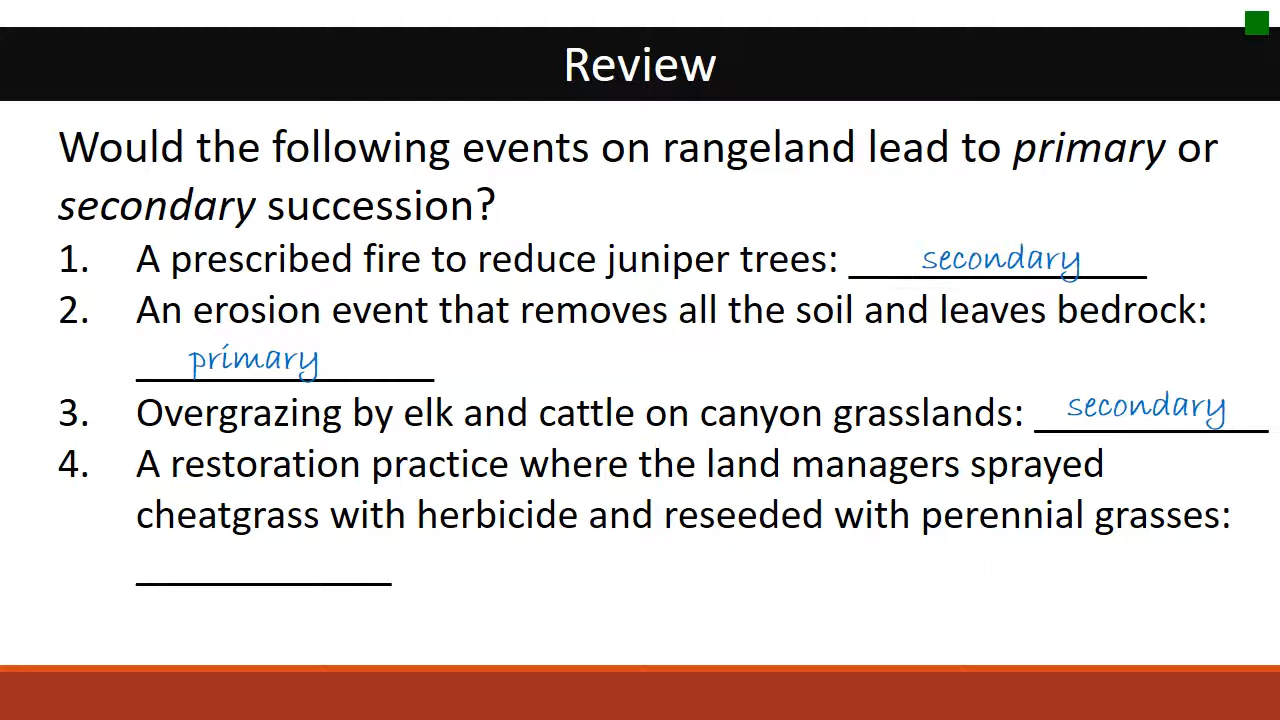 Review
Would the following events on rangeland lead to primary or
secondary succession?
1. A prescribed fire to reduce juniper trees: secondary
2. An erosion event that removes all the soil and leaves bedrock:
primary
3. Overgrazing by elk and cattle on canyon grasslands: secondary
4. A restoration practice where the land managers sprayed
cheatgrass with herbicide and reseeded with perennial grasses: